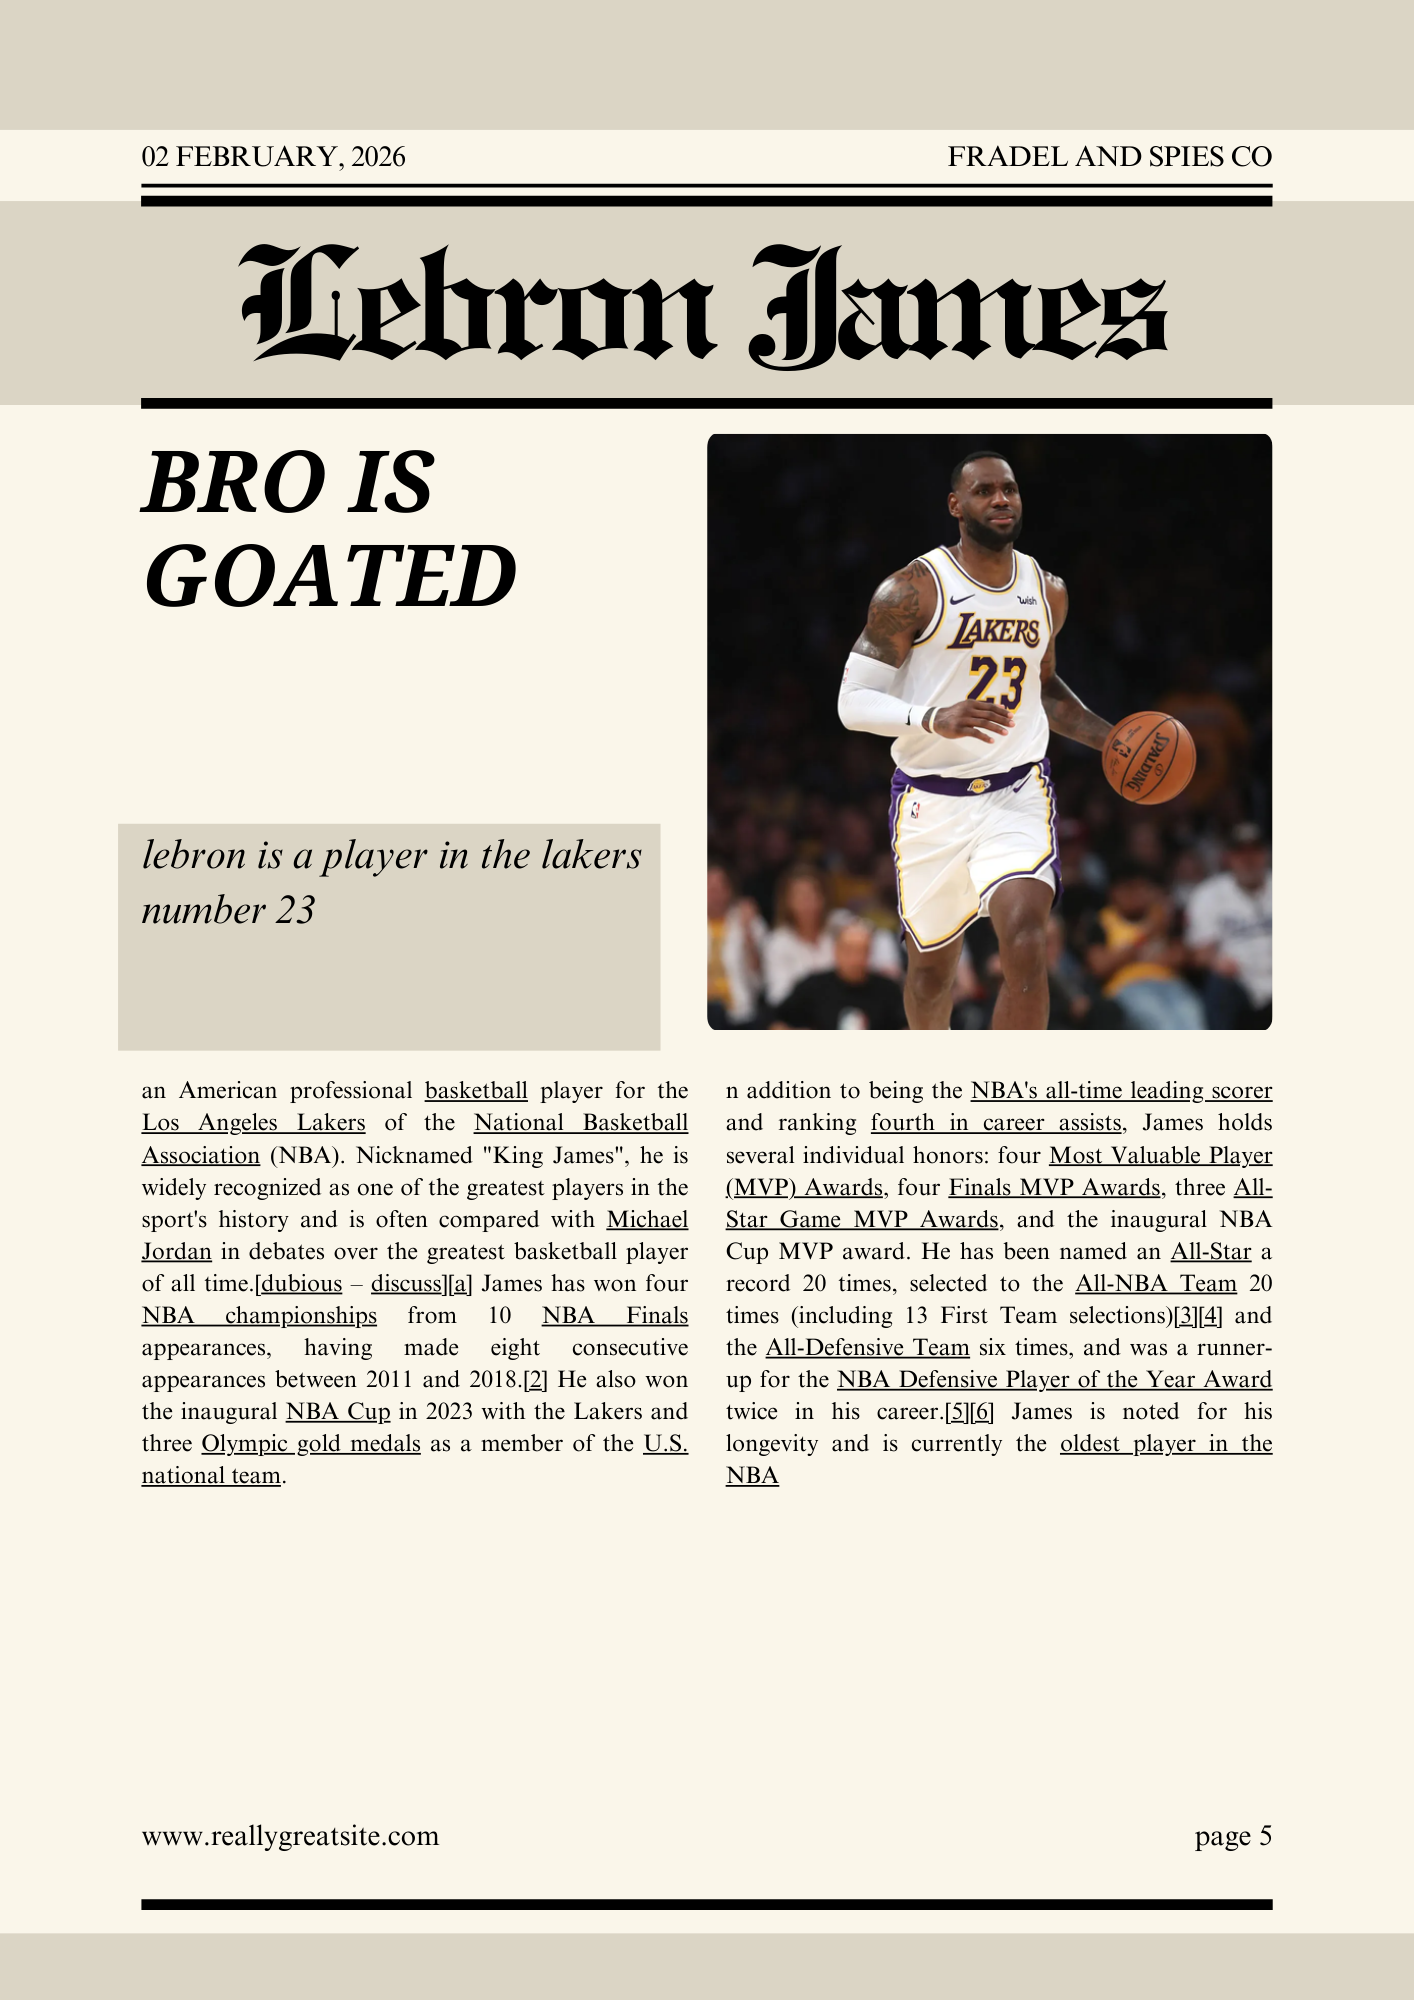 02 FEBRUARY, 2026
FRADEL AND SPIES CO
Lebron James
BRO IS
GOATED
wish
LAKERS
23
SPALDING
lebron is a player in the lakers
number 23
an American professional basketball player for the
Los Angeles Lakers of the National Basketball
Association (NBA). Nicknamed "King James", he is
widely recognized as one of the greatest players in the
sport's history and is often compared with Michael
Jordan in debates over the greatest basketball player
of all time.[dubious – discuss][a] James has won four
NBA championships from 10 NBA Finals
appearances, having made eight consecutive
appearances between 2011 and 2018.[2] He also won
the inaugural NBA Cup in 2023 with the Lakers and
three Olympic gold medals as a member of the U.S.
national team.
n addition to being the NBA's all-time leading scorer
and ranking fourth in career assists, James holds
several individual honors: four Most Valuable Player
(MVP) Awards, four Finals MVP Awards, three All-
Star Game MVP Awards, and the inaugural NBA
Cup MVP award. He has been named an All-Star a
record 20 times, selected to the All-NBA Team 20
times (including 13 First Team selections)[3][4] and
the All-Defensive Team six times, and was a runner-
up for the NBA Defensive Player of the Year Award
twice in his career.[5][6] James is noted for his
longevity and is currently the oldest player in the
NBA
www.reallygreatsite.com
page 5